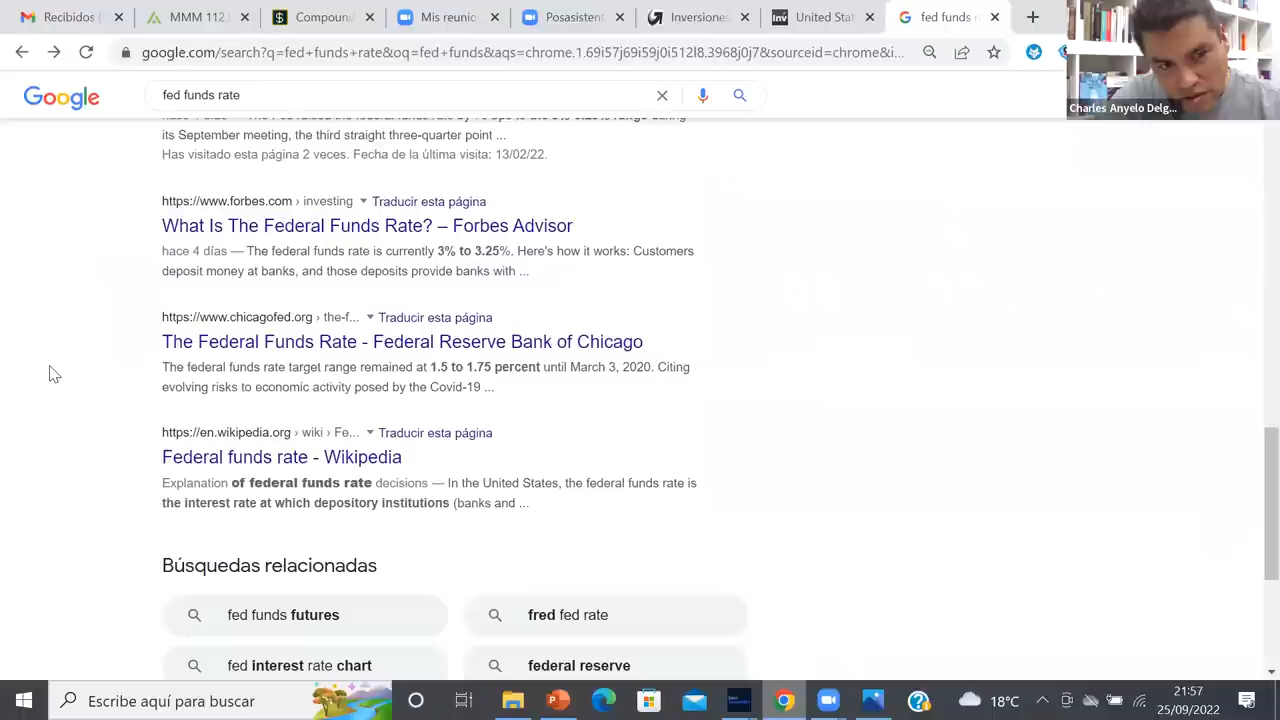 Recibidos (
MMM 112.
Compound
Mis reunio
Posasistent
Inversiones
United Stat
fed funds
google.com/search?q=fed+funds+rate&oq=fed+funds&aqs=chrome.1.69i57j69i59j0i512l8.3968j0j7&sourceid=chrome&i...
Google
fed funds rate
Charles Anyelo Delg...
its September meeting, the third straight three-quarter point ...
Has visitado esta página 2 veces. Fecha de la última visita: 13/02/22.
https://www.forbes.com › investing
Traducir esta página
What Is The Federal Funds Rate? – Forbes Advisor
hace 4 días — The federal funds rate is currently 3% to 3.25%. Here's how it works: Customers
deposit money at banks, and those deposits provide banks with ...
https://www.chicagofed.org › the-f...
Traducir esta página
The Federal Funds Rate - Federal Reserve Bank of Chicago
The federal funds rate target range remained at 1.5 to 1.75 percent until March 3, 2020. Citing
evolving risks to economic activity posed by the Covid-19 ...
https://en.wikipedia.org › wiki › Fe...
Traducir esta página
Federal funds rate - Wikipedia
Explanation of federal funds rate decisions — In the United States, the federal funds rate is
the interest rate at which depository institutions (banks and ...
Búsquedas relacionadas
fed funds futures
fred fed rate
fed interest rate chart
federal reserve
Escribe aquí para buscar
18°C
21:57
25/09/2022